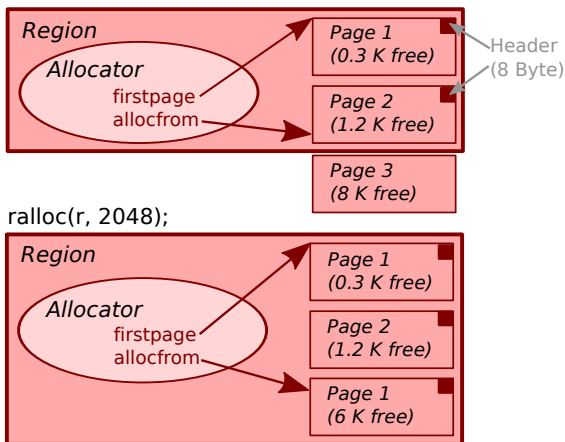 Region
Page 1
(0.3 K free)
Header
(8 Byte)
Allocator
firstpage
allocfrom
Page 2
(1.2 K free)
Page 3
(8 K free)
ralloc(r, 2048);
Region
Page 1
(0.3 K free)
Allocator
firstpage
allocfrom
Page 2
(1.2 K free)
Page 1
(6 K free)